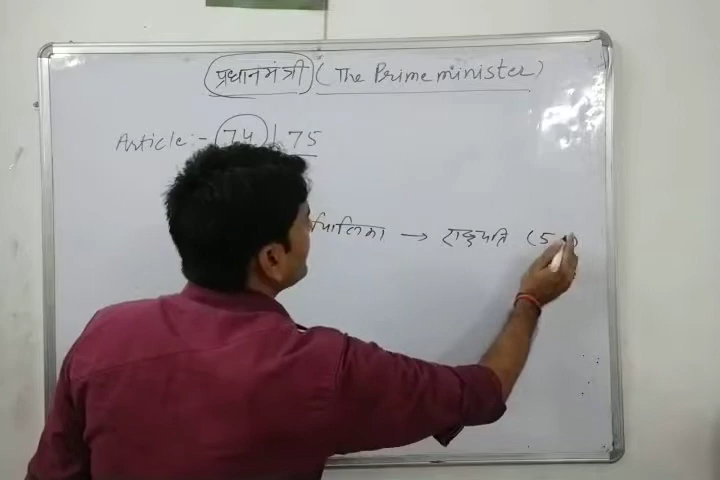 प्रधानमंत्री (The Prime minister)
Article:- 74 | 75
पालिका → राष्ट्रपति (5